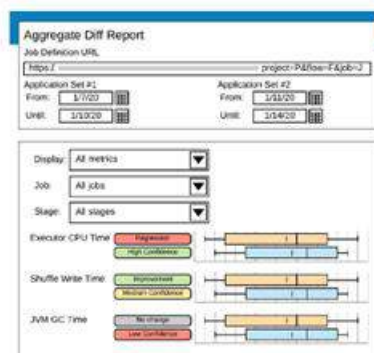 Aggregate Diff Report
Job Definition URL
https:/ project=P&flow=F&job=J
Application Set #1 Application Set #2
From: 1/7/20 From: 1/11/20
Until: 1/10/20 Until: 1/14/20
Display: All metrics
Job: All jobs
Stage: All stages
Executor CPU Time Regression
High Confidence
Shuffle Write Time Improvement
Medium Confidence
JVM GC Time No change
Low Confidence